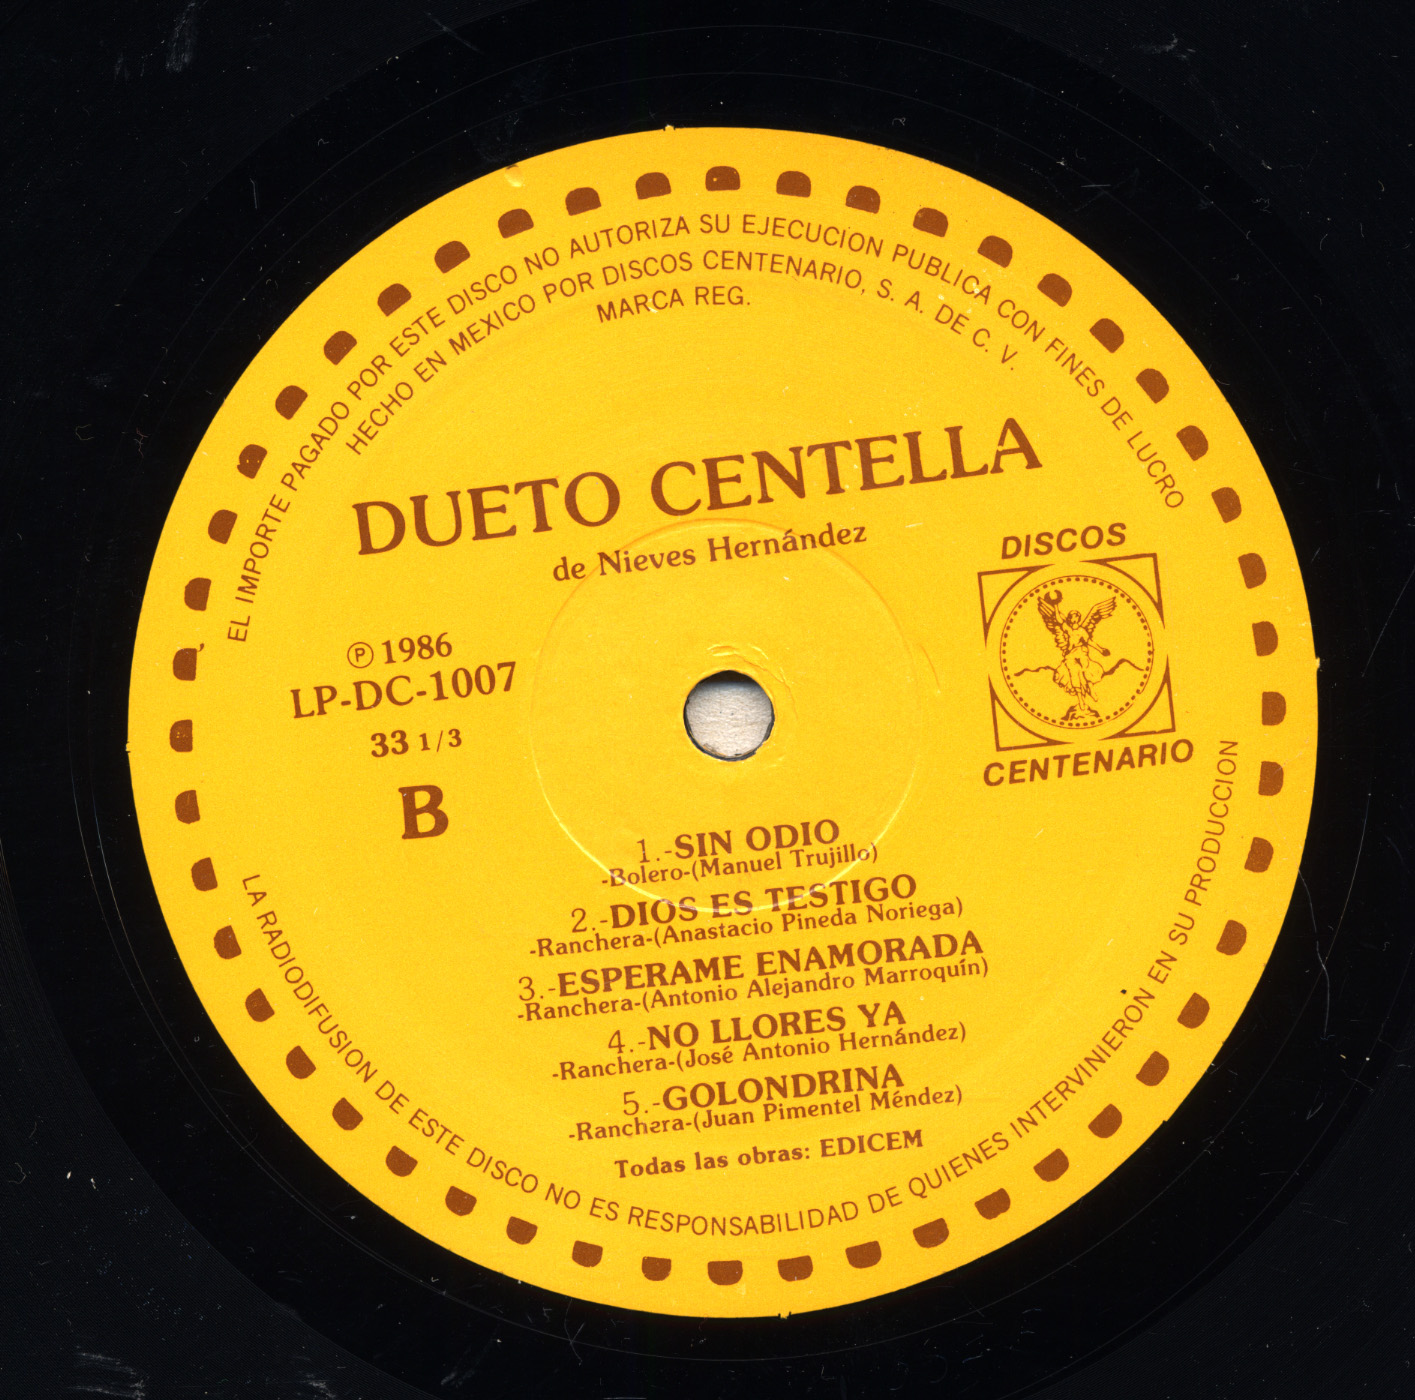 EL IMPORTE PAGADO POR ESTE DISCO NO AUTORIZA SU EJECUCION PUBLICA CON FINES DE LUCRO
HECHO EN MEXICO POR DISCOS CENTENARIO, S. A. DE C. V.
MARCA REG.
DUETO CENTELLA
de Nieves Hernández
DISCOS
CENTENARIO
Ⓟ 1986
LP-DC-1007
33 1/3
B
1.-SIN ODIO
-Bolero-(Manuel Trujillo)
2.-DIOS ES TESTIGO
-Ranchera-(Anastacio Pineda Noriega)
3.-ESPERAME ENAMORADA
-Ranchera-(Antonio Alejandro Marroquín)
4.-NO LLORES YA
-Ranchera-(José Antonio Hernández)
5.-GOLONDRINA
-Ranchera-(Juan Pimentel Méndez)
Todas las obras: EDICEM
LA RADIODIFUSION DE ESTE DISCO NO ES RESPONSABILIDAD DE QUIENES INTERVINIERON EN SU PRODUCCION